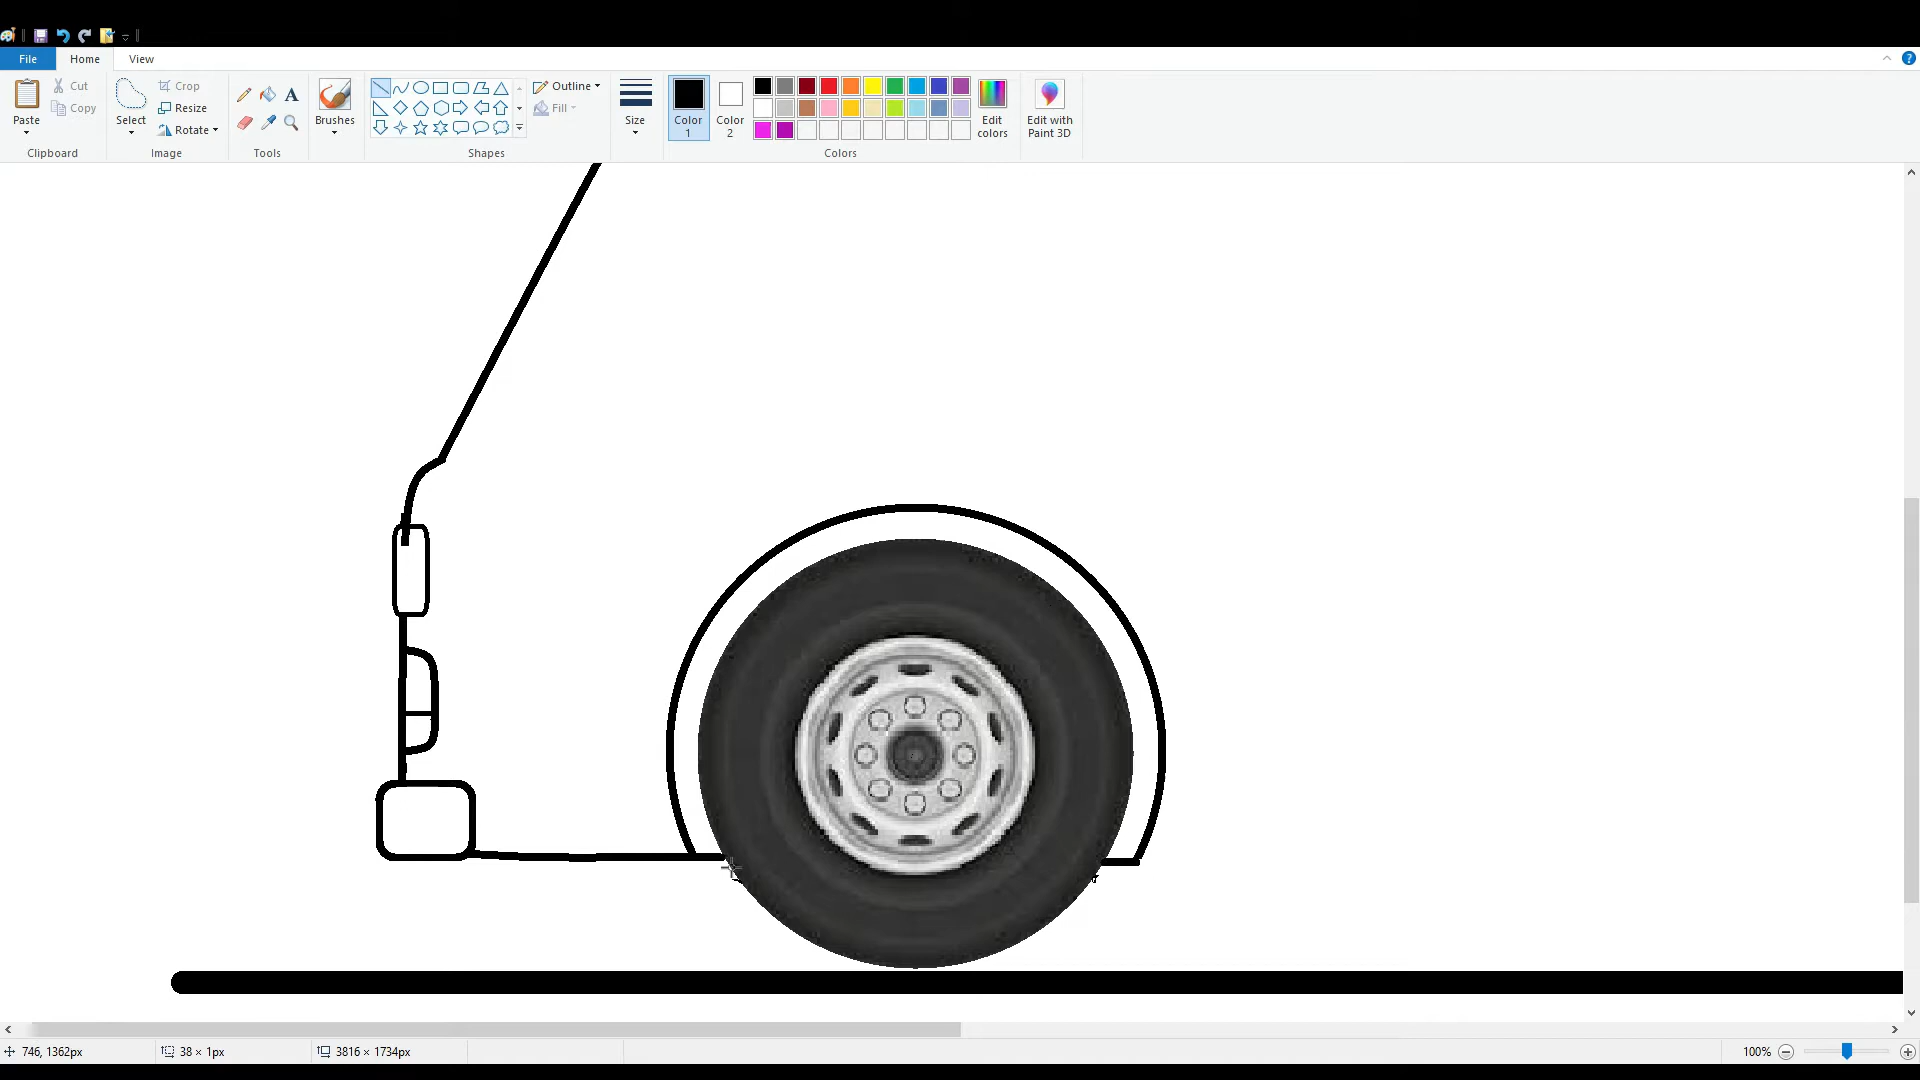 File Home View
Paste
Cut
Copy
Clipboard
Select
Crop
Resize
Rotate
Image
A
Tools
Brushes
Shapes
Outline
Fill
Size
Color 1
Color 2
Colors
Edit colors
Edit with Paint 3D
?
746, 1362px
38 × 1px
3816 × 1734px
100%